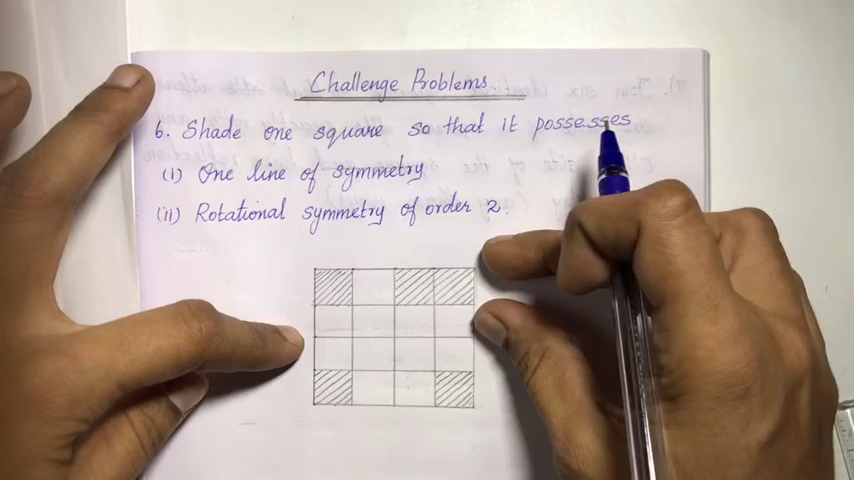 Challenge Problems
6. Shade one square so that it possesses
(i) One line of symmetry
(ii) Rotational symmetry of order 2.